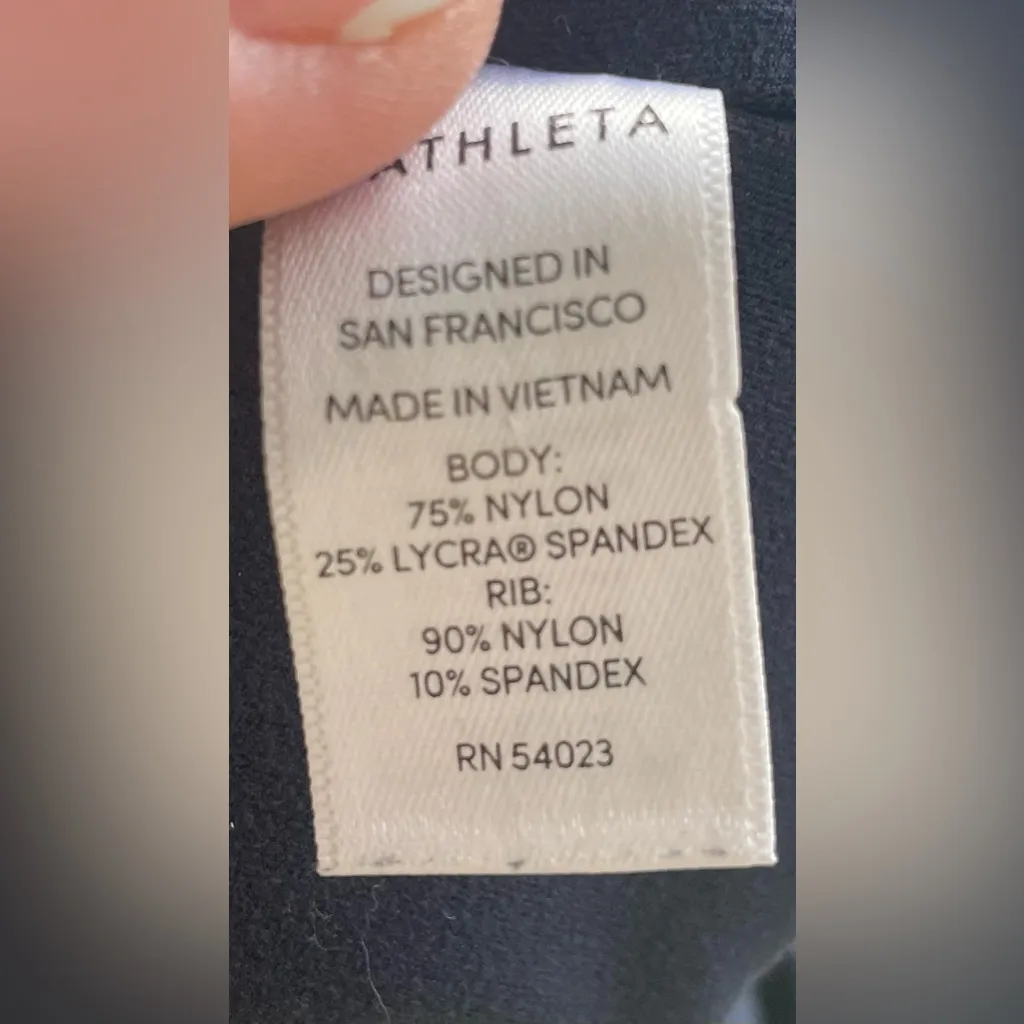 ATHLETA
DESIGNED IN
SAN FRANCISCO
MADE IN VIETNAM
BODY:
75% NYLON
25% LYCRA® SPANDEX
RIB:
90% NYLON
10% SPANDEX
RN 54023